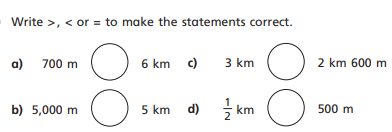 Write >, < or = to make the statements correct.
a) 700 m 6 km c) 3 km 2 km 600 m
b) 5,000 m 5 km d) 1/2 km 500 m